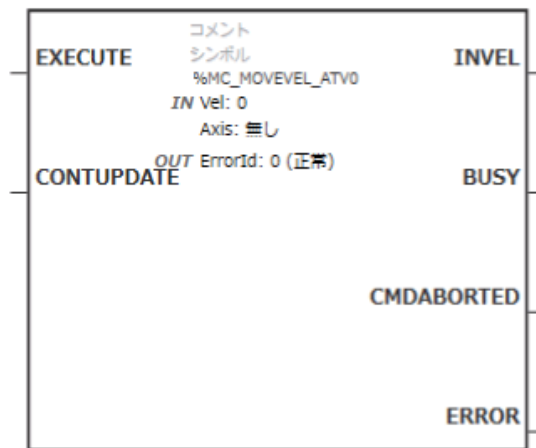 コメント
シンボル
EXECUTE
INVEL
%MC_MOVEVEL_ATV0
IN Vel: 0
Axis: 無し
OUT ErrorId: 0 (正常)
CONTUPDATE
BUSY
CMDABORTED
ERROR